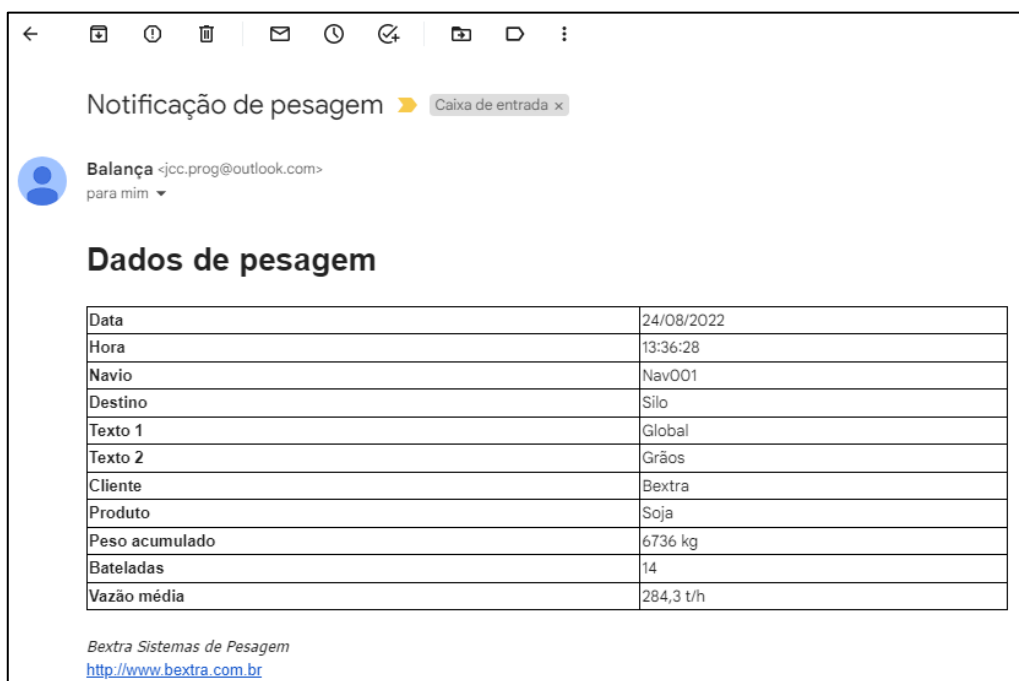 Notificação de pesagem Caixa de entrada ×
Balança <jcc.prog@outlook.com>
para mim
Dados de pesagem
Data 24/08/2022
Hora 13:36:28
Navio Nav001
Destino Silo
Texto 1 Global
Texto 2 Grãos
Cliente Bextra
Produto Soja
Peso acumulado 6736 kg
Bateladas 14
Vazão média 284,3 t/h
Bextra Sistemas de Pesagem
http://www.bextra.com.br